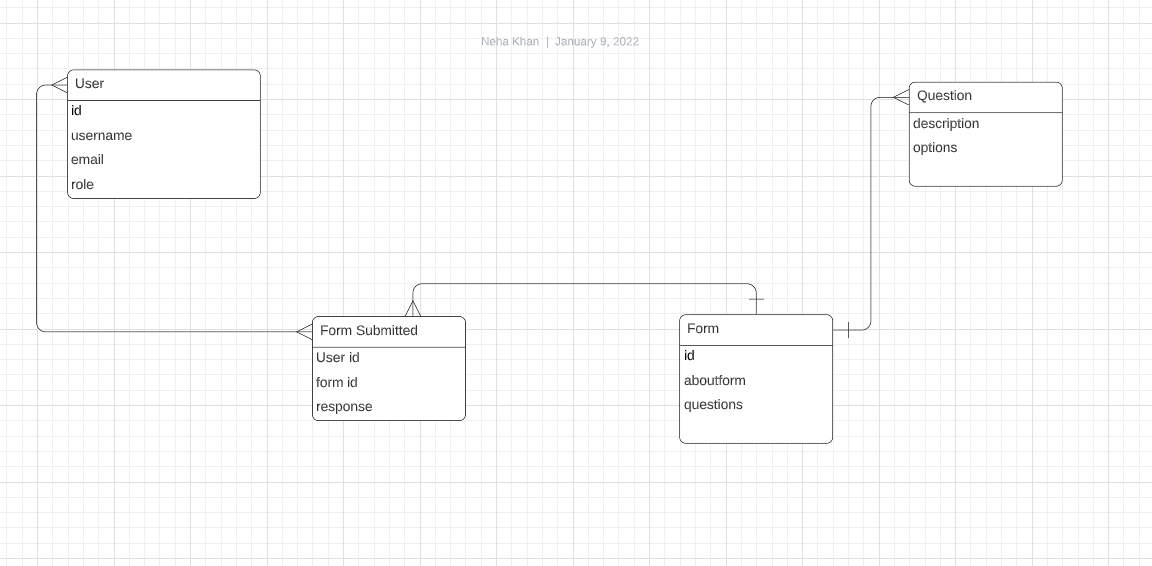 Neha Khan | January 9, 2022
User
id
username
email
role
Question
description
options
Form Submitted
User id
form id
response
Form
id
aboutform
questions